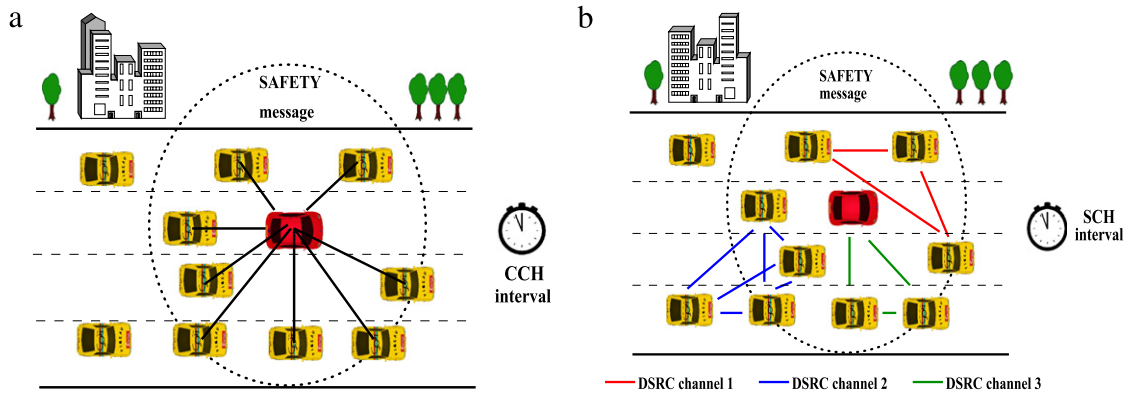 a
SAFETY
message
CCH
interval
b
SAFETY
message
SCH
interval
DSRC channel 1
DSRC channel 2
DSRC channel 3